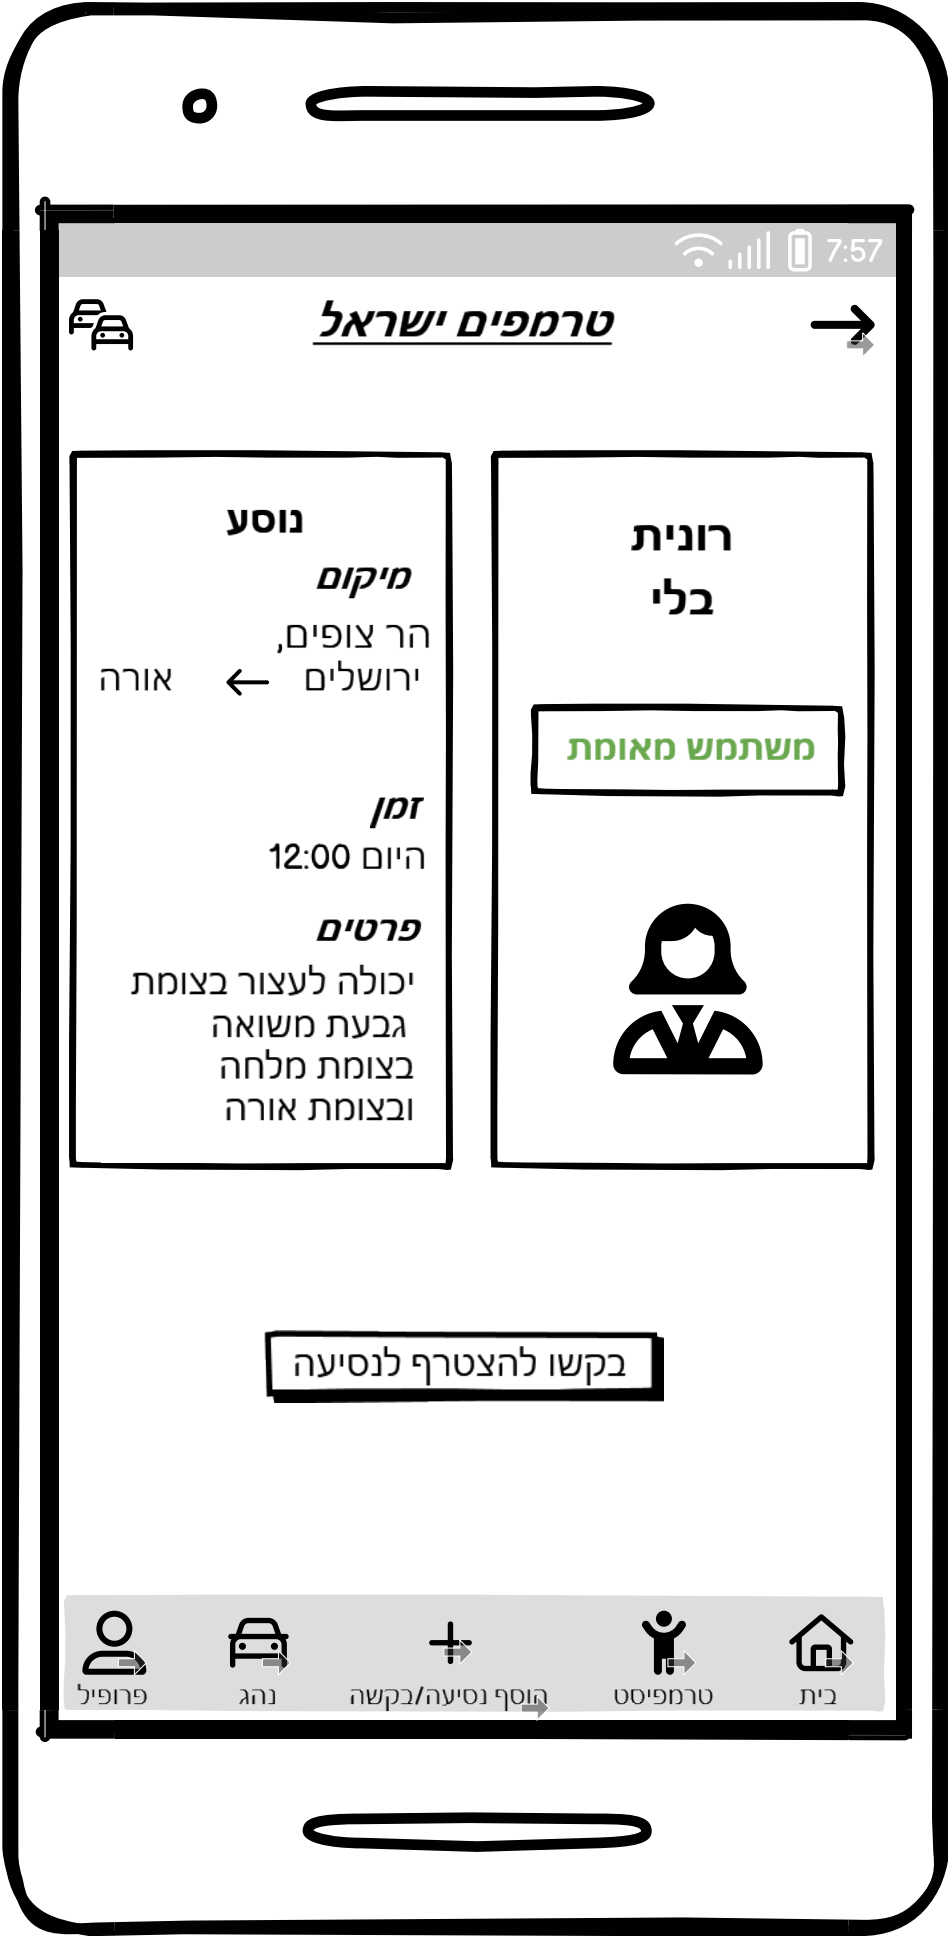 7:57
טרמפים ישראל
רונית
בלי
משתמש מאומת
נוסע
מיקום
הר צופים,
ירושלים ← אורה
זמן
היום 12:00
פרטים
יכולה לעצור בצומת
גבעת משואה
בצומת מלחה
ובצומת אורה
בקשו להצטרף לנסיעה
בית
טרמפיסט
הוסף נסיעה/בקשה
נהג
פרופיל